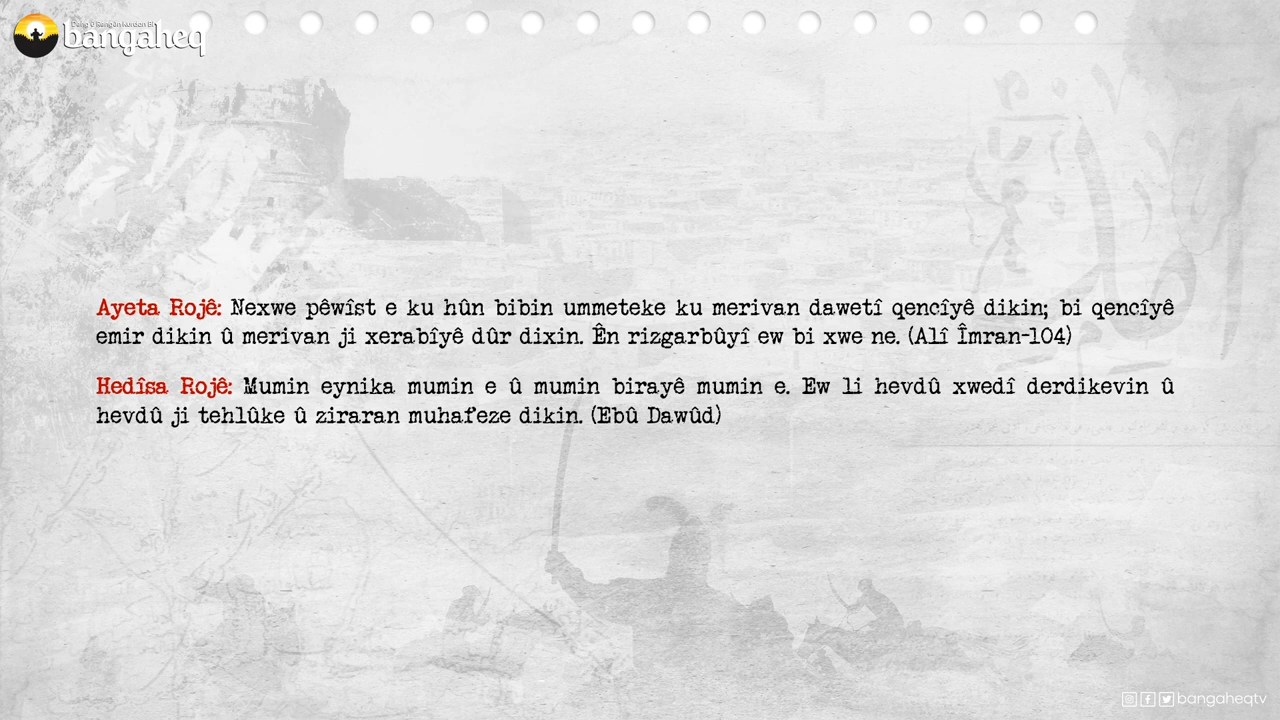 bangaheq
Ayeta Rojê: Nexwe pêwîst e ku hûn bibin ummeteke ku merivan dawetî qencîyê dikin; bi qencîyê
emir dikin û merivan ji xerabîyê dûr dixin. Ên rizgarbûyî ew bi xwe ne. (Alî Îmran-104)
Hedîsa Rojê: Mumin eynika mumin e û mumin birayê mumin e. Ew li hevdû xwedî derdikevin û
hevdû ji tehlûke û ziraran muhafeze dikin. (Ebû Dawûd)
bangaheqtv